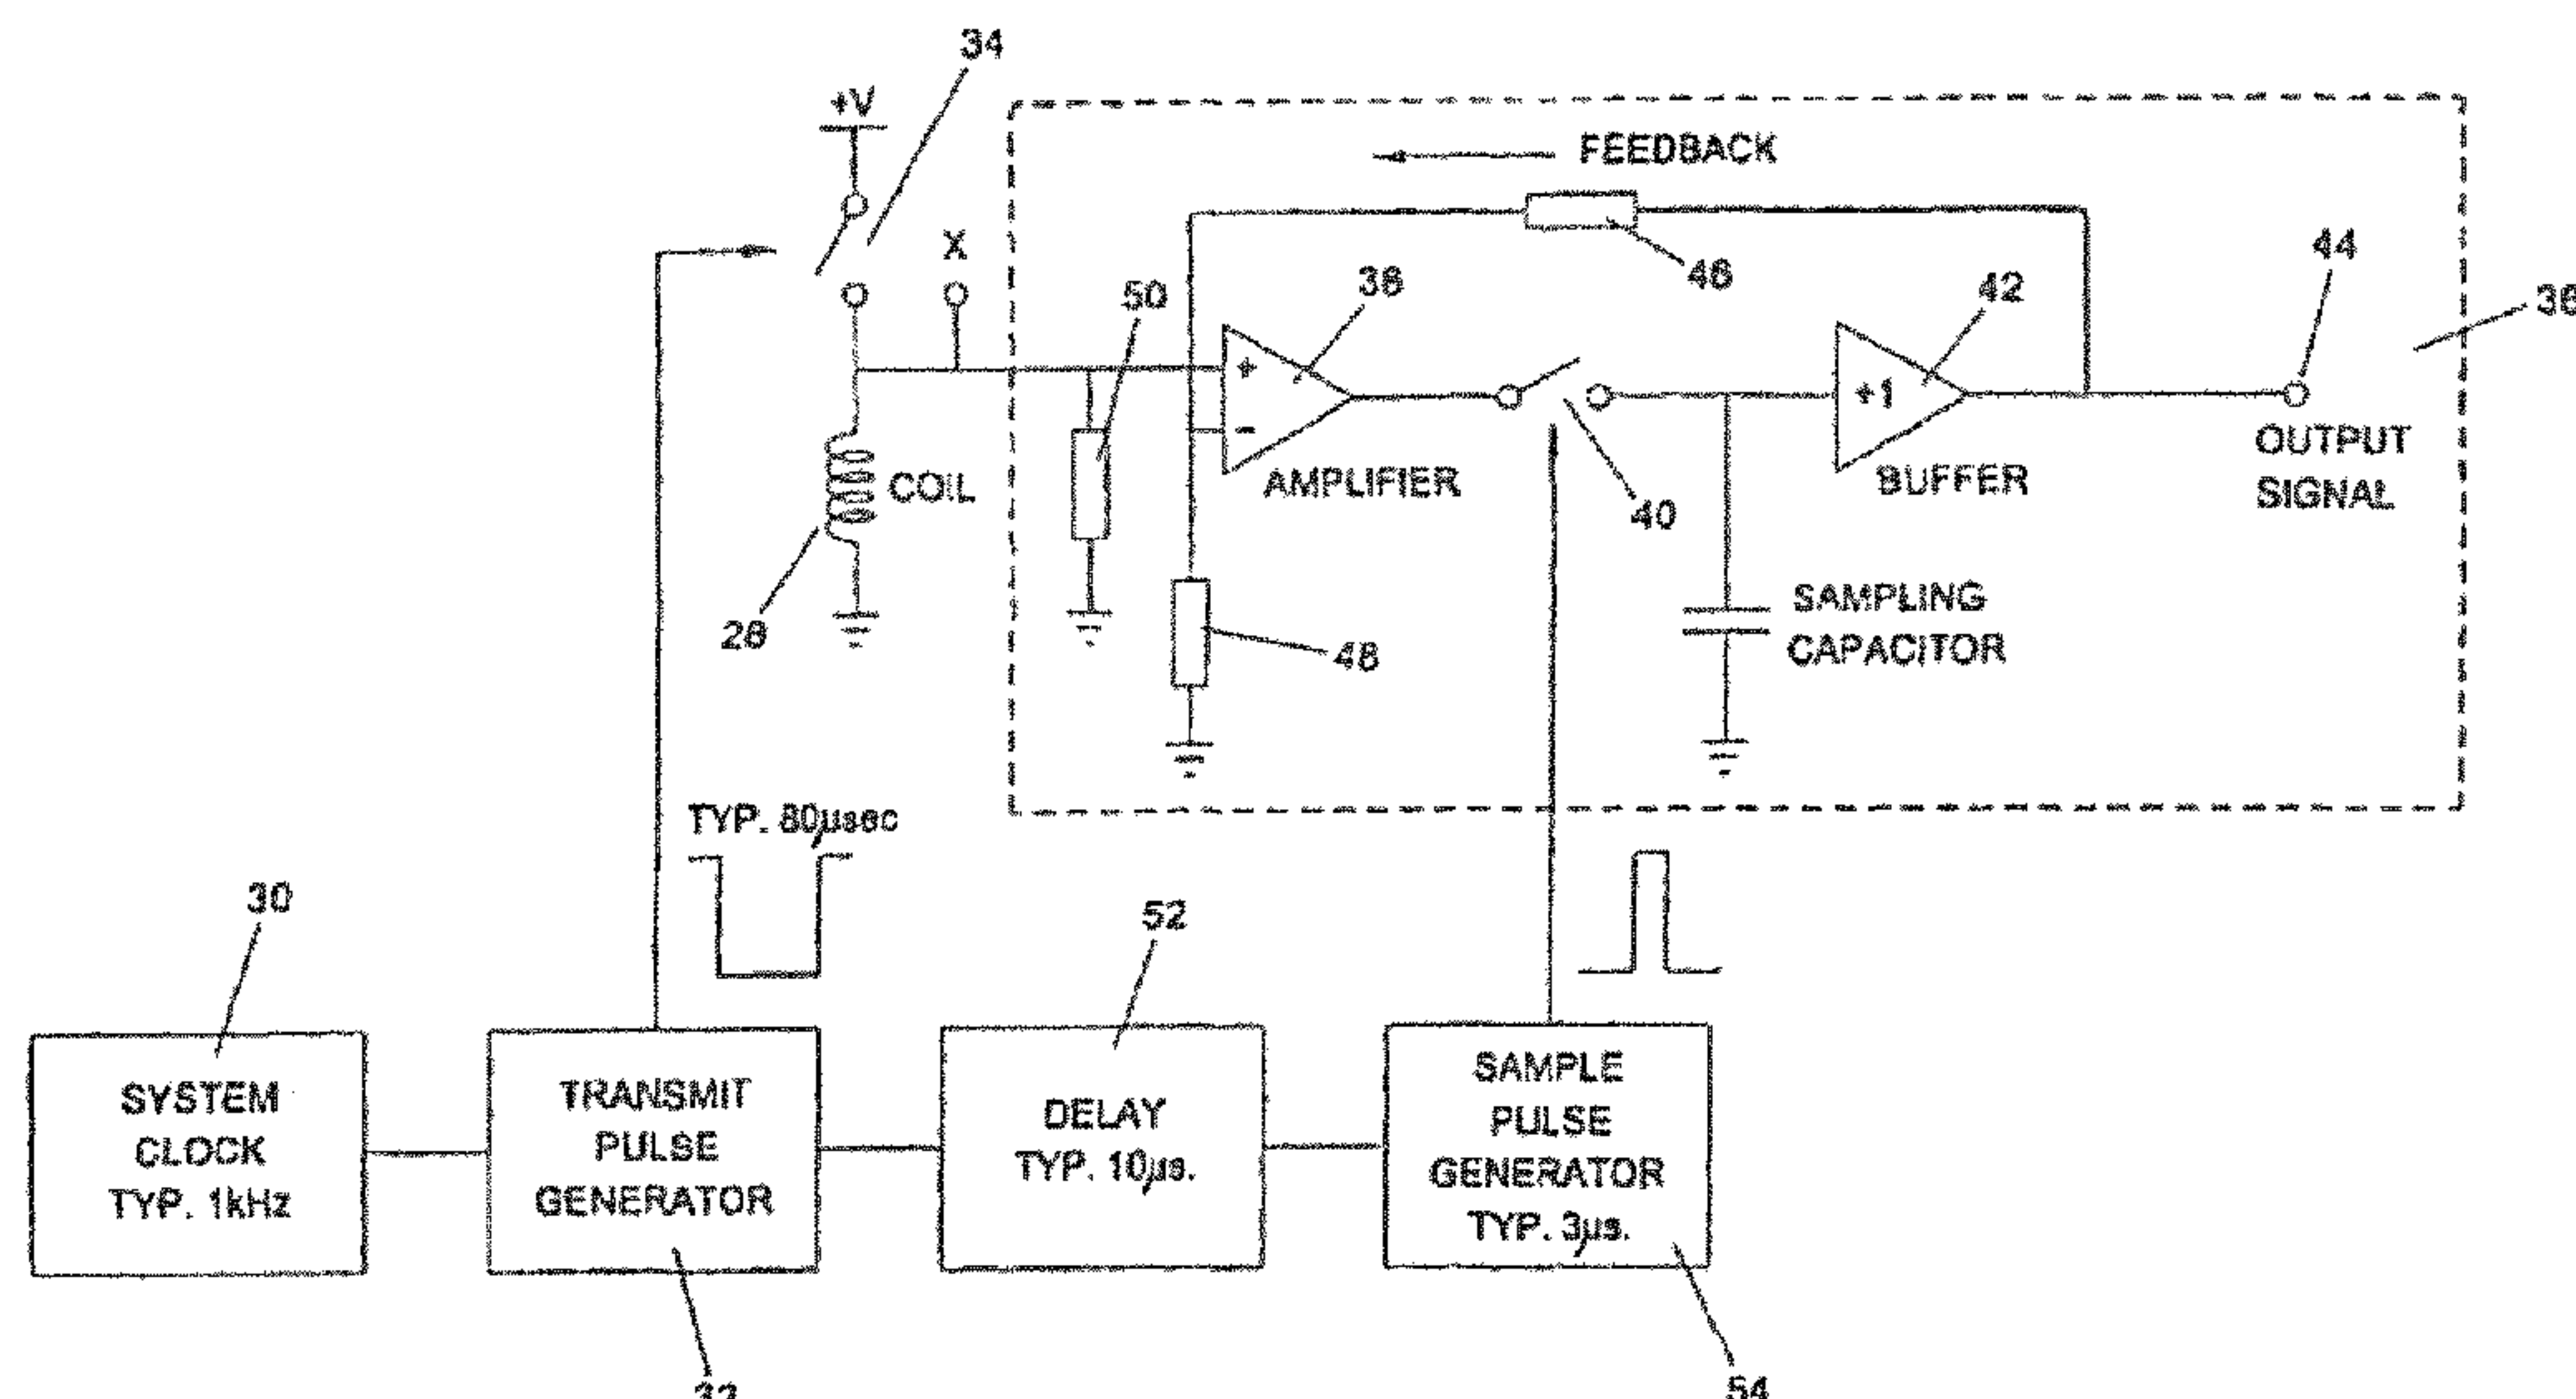 34
+V
FEEDBACK
X
46
44
50
38
42
36
+
-
+1
COIL
AMPLIFIER
40
BUFFER
OUTPUT
SIGNAL
28
48
SAMPLING
CAPACITOR
TYP. 80µsec
30
52
SYSTEM
CLOCK
TYP. 1kHz
TRANSMIT
PULSE
GENERATOR
DELAY
TYP. 10µs.
SAMPLE
PULSE
GENERATOR
TYP. 3µs.
32
54